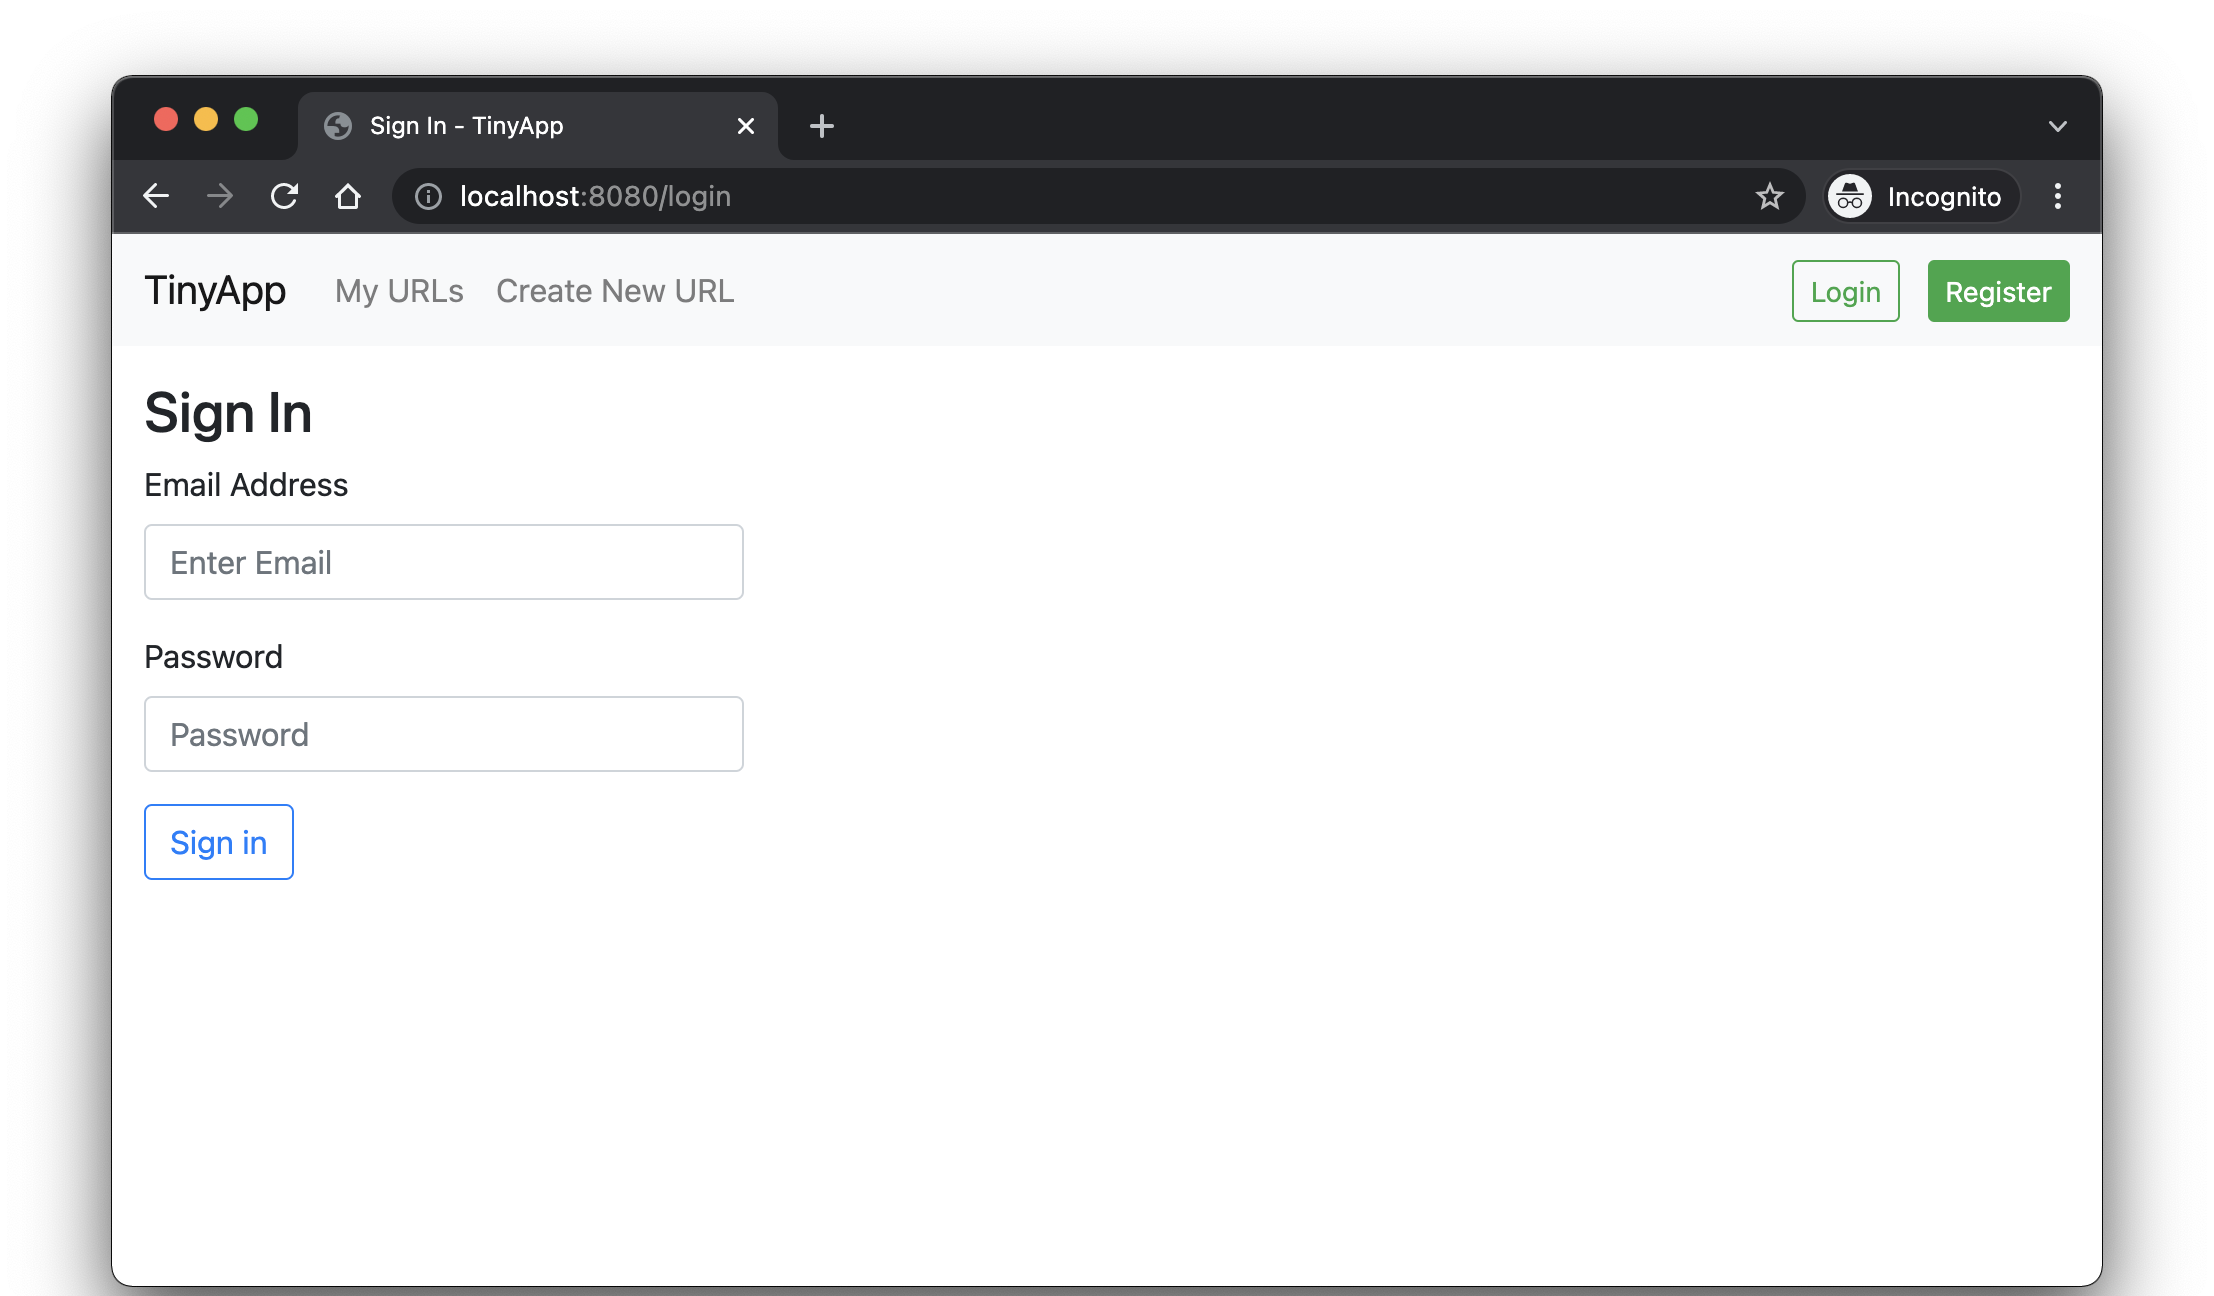 Sign In - TinyApp
localhost:8080/login
Incognito
TinyApp My URLs Create New URL Login Register
Sign In
Email Address
Enter Email
Password
Password
Sign in